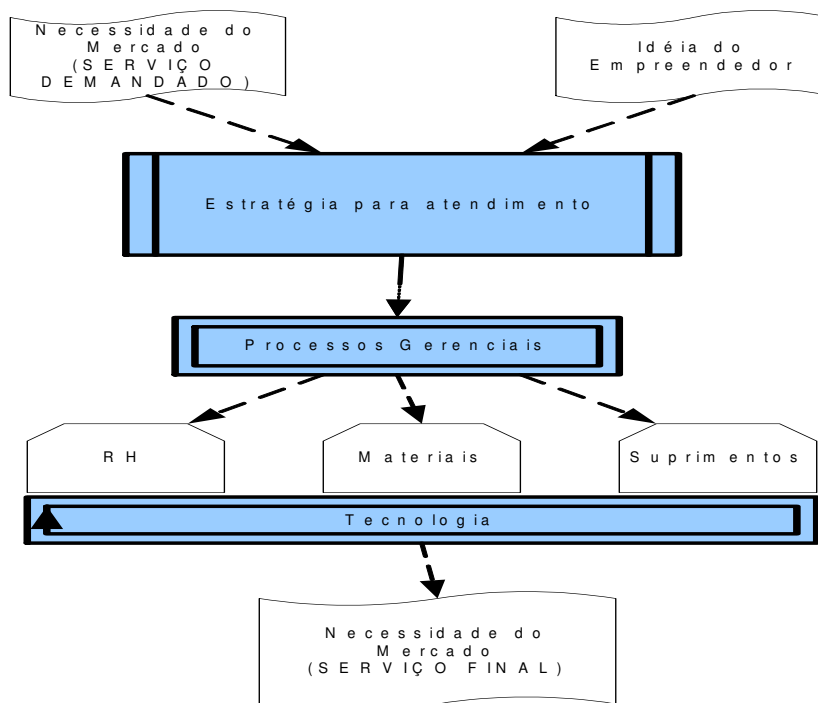 Necessidade do
Mercado
(SERVIÇO
DEMANDADO)
Idéia do
Empreendedor
Estratégia para atendimento
Processos Gerenciais
RH
Materiais
Suprimentos
Tecnologia
Necessidade do
Mercado
(SERVIÇO FINAL)